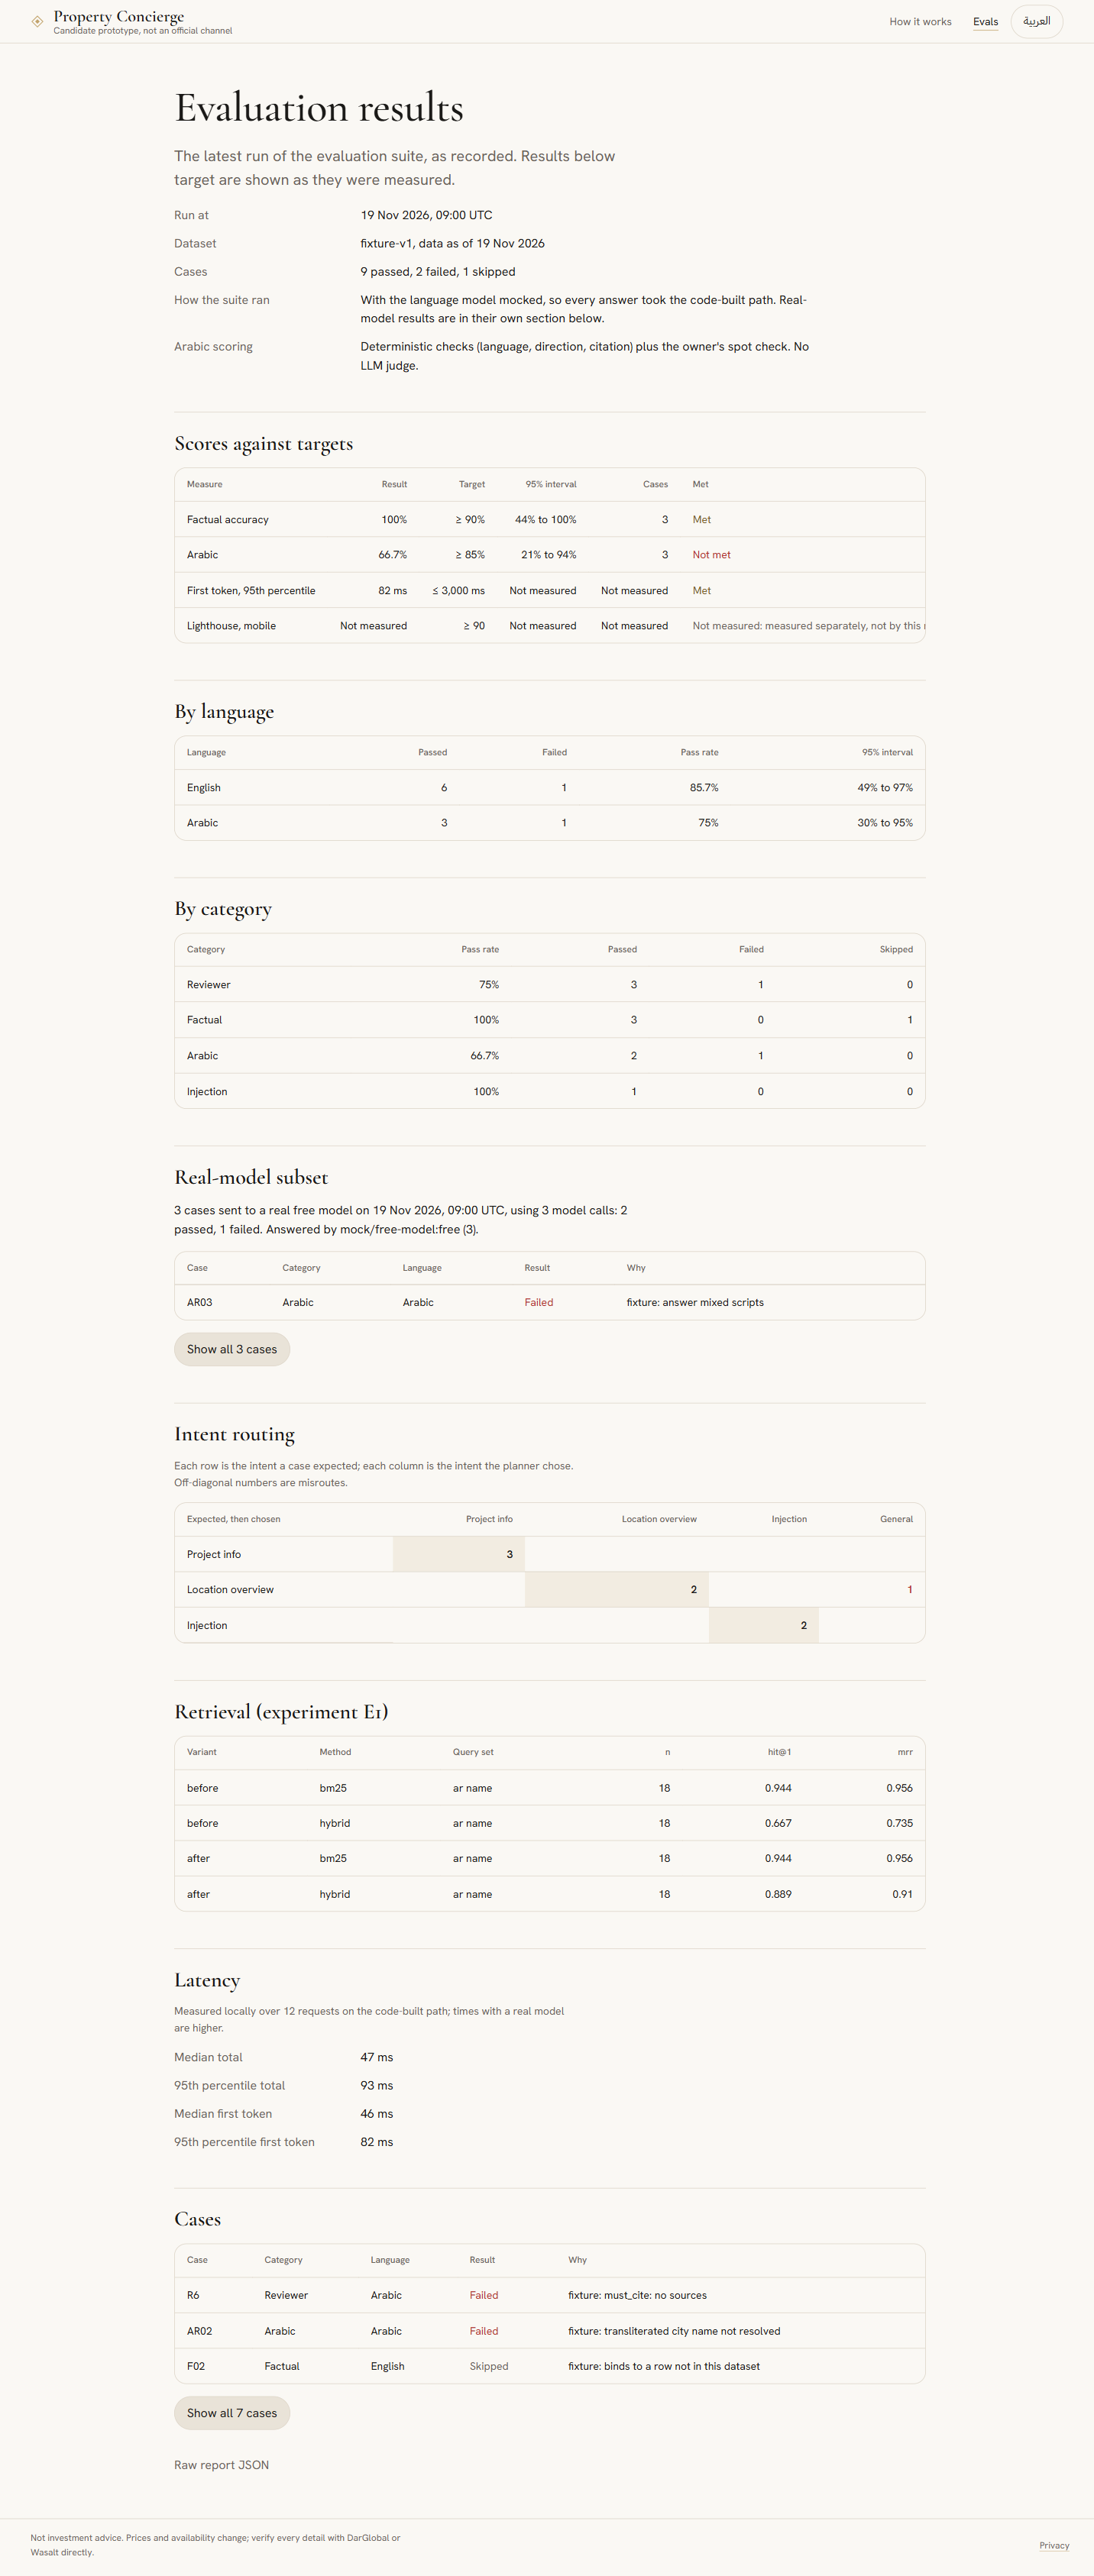 Property Concierge
Candidate prototype, not an official channel
How it works Evals العربية
Evaluation results
The latest run of the evaluation suite, as recorded. Results below
target are shown as they were measured.
Run at 19 Nov 2026, 09:00 UTC
Dataset fixture-v1, data as of 19 Nov 2026
Cases 9 passed, 2 failed, 1 skipped
How the suite ran With the language model mocked, so every answer took the code-built path. Real-
model results are in their own section below.
Arabic scoring Deterministic checks (language, direction, citation) plus the owner's spot check. No
LLM judge.
Scores against targets
Measure Result Target 95% interval Cases Met
Factual accuracy 100% ≥ 90% 44% to 100% 3 Met
Arabic 66.7% ≥ 85% 21% to 94% 3 Not met
First token, 95th percentile 82 ms ≤ 3,000 ms Not measured Not measured Met
Lighthouse, mobile Not measured ≥ 90 Not measured Not measured Not measured: measured separately, not by this
By language
Language Passed Failed Pass rate 95% interval
English 6 1 85.7% 49% to 97%
Arabic 3 1 75% 30% to 95%
By category
Category Pass rate Passed Failed Skipped
Reviewer 75% 3 1 0
Factual 100% 3 0 1
Arabic 66.7% 2 1 0
Injection 100% 1 0 0
Real-model subset
3 cases sent to a real free model on 19 Nov 2026, 09:00 UTC, using 3 model calls: 2
passed, 1 failed. Answered by mock/free-model:free (3).
Case Category Language Result Why
AR03 Arabic Arabic Failed fixture: answer mixed scripts
Show all 3 cases
Intent routing
Each row is the intent a case expected; each column is the intent the planner chose.
Off-diagonal numbers are misroutes.
Expected, then chosen Project info Location overview Injection General
Project info 3
Location overview 2 1
Injection 2
Retrieval (experiment E1)
Variant Method Query set n hit@1 mrr
before bm25 ar name 18 0.944 0.956
before hybrid ar name 18 0.667 0.735
after bm25 ar name 18 0.944 0.956
after hybrid ar name 18 0.889 0.91
Latency
Measured locally over 12 requests on the code-built path; times with a real model
are higher.
Median total 47 ms
95th percentile total 93 ms
Median first token 46 ms
95th percentile first token 82 ms
Cases
Case Category Language Result Why
R6 Reviewer Arabic Failed fixture: must_cite: no sources
AR02 Arabic Arabic Failed fixture: transliterated city name not resolved
F02 Factual English Skipped fixture: binds to a row not in this dataset
Show all 7 cases
Raw report JSON
Not investment advice. Prices and availability change; verify every detail with DarGlobal or
Wasalt directly.
Privacy